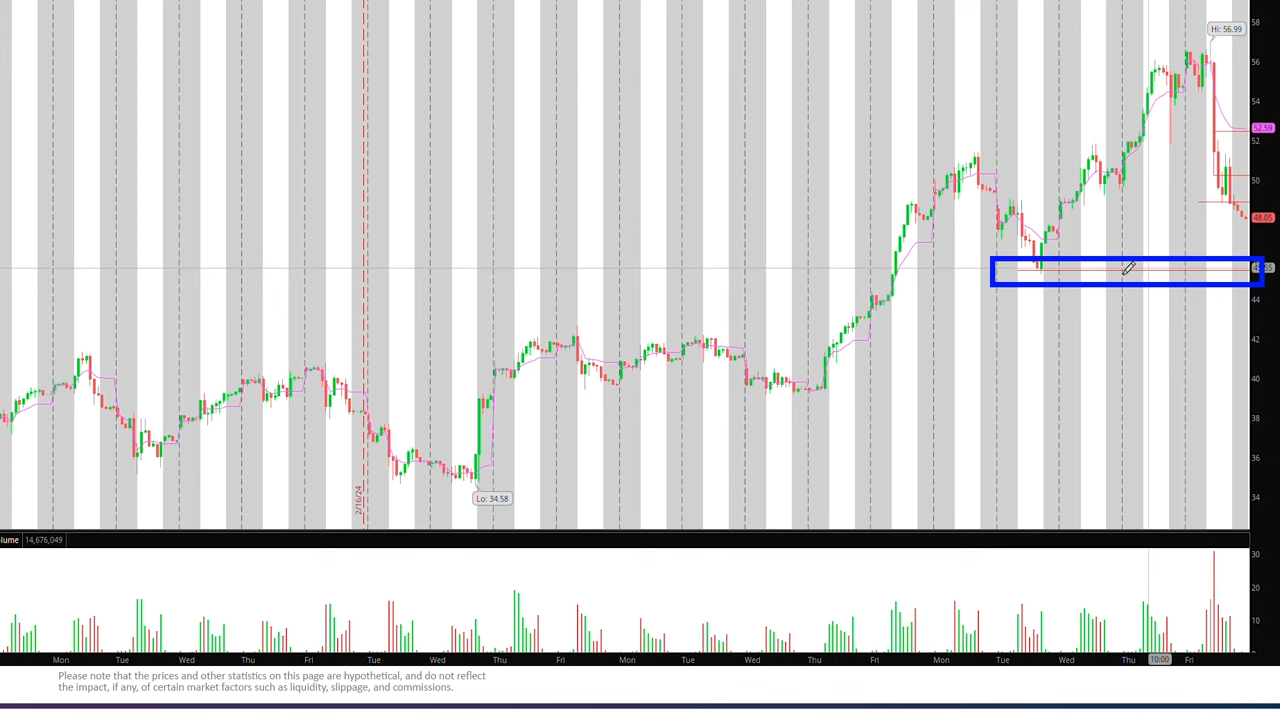 58
Hi: 56.99
56
54
52.59
52
50
48.05
44
42
40
38
36
2/16/24
Lo: 34.58
34
lume 14,676,049
30
20
10
Mon Tue Wed Thu Fri Tue Wed Thu Fri Mon Tue Wed Thu Fri Mon Tue Wed Thu 10:00 Fri
Please note that the prices and other statistics on this page are hypothetical, and do not reflect
the impact, if any, of certain market factors such as liquidity, slippage, and commissions.